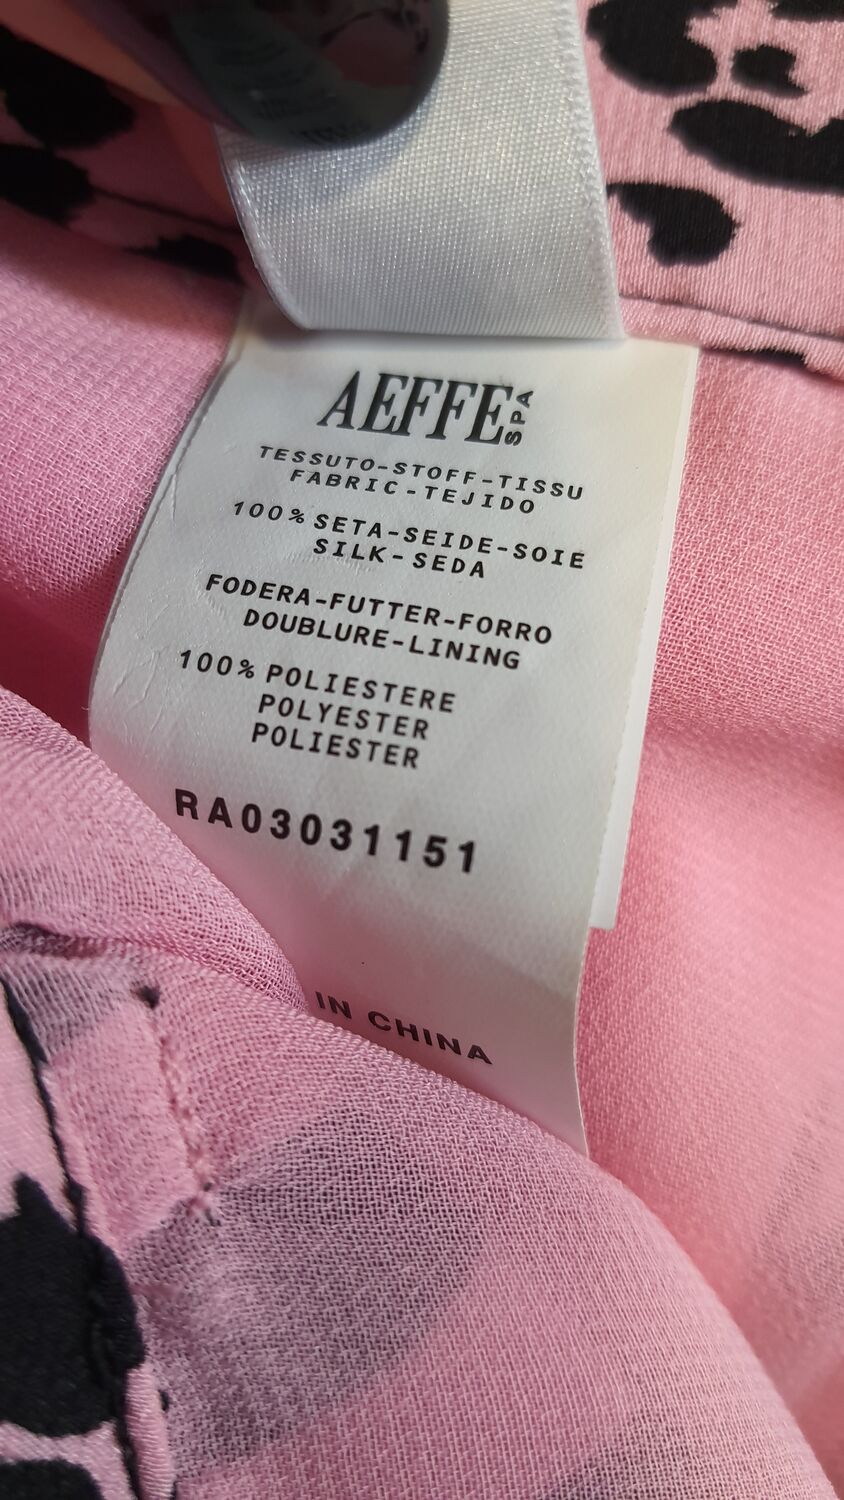 AEFFE SPA
TESSUTO-STOFF-TISSU
FABRIC-TEJIDO
100% SETA-SEIDE-SOIE
SILK-SEDA
FODERA-FUTTER-FORRO
DOUBLURE-LINING
100% POLIESTERE
POLYESTER
POLIESTER
RA03031151
IN CHINA